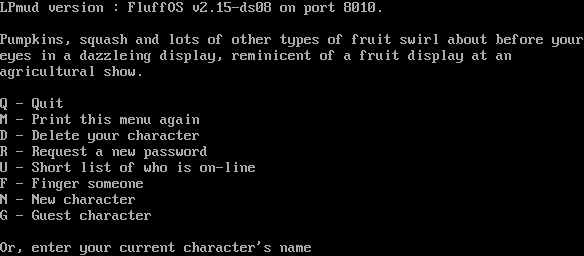 LPmud version : FluffOS v2.15-ds08 on port 8010.
Pumpkins, squash and lots of other types of fruit swirl about before your
eyes in a dazzleing display, reminicent of a fruit display at an
agricultural show.
Q - Quit
M - Print this menu again
D - Delete your character
R - Request a new password
U - Short list of who is on-line
F - Finger someone
N - New character
G - Guest character
Or, enter your current character's name